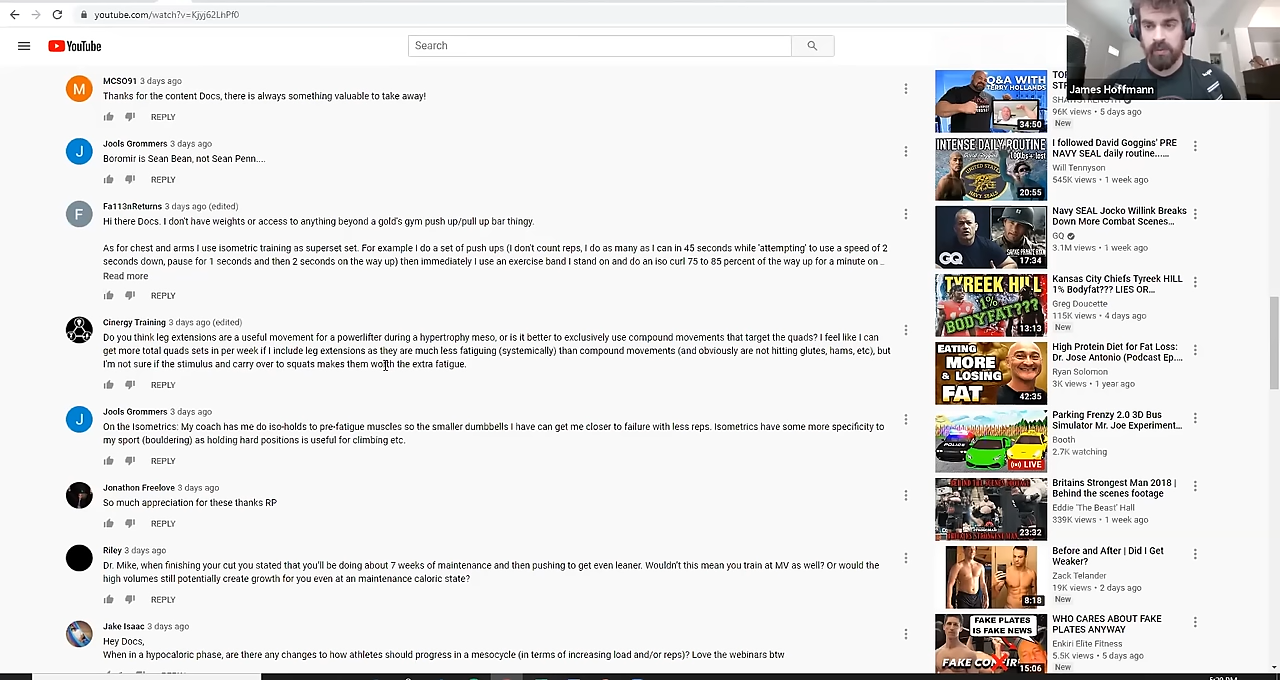 youtube.com/watch?v=Kjyj62LhPf0
YouTube
Search
James Hoffmann
MCSO91 3 days ago
Thanks for the content Docs, there is always something valuable to take away!
REPLY
Jools Grommers 3 days ago
Boromir is Sean Bean, not Sean Penn....
REPLY
Fa113nReturns 3 days ago (edited)
Hi there Docs. I don't have weights or access to anything beyond a gold's gym push up/pull up bar thingy.
As for chest and arms I use isometric training as superset set. For example I do a set of push ups (I don't count reps, I do as many as I can in 45 seconds while 'attempting' to use a speed of 2
seconds down, pause for 1 seconds and then 2 seconds on the way up) then immediately I use an exercise band I stand on and do an iso curl 75 to 85 percent of the way up for a minute on ...
Read more
REPLY
Cinergy Training 3 days ago (edited)
Do you think leg extensions are a useful movement for a powerlifter during a hypertrophy meso, or is it better to exclusively use compound movements that target the quads? I feel like I can
get more total quads sets in per week if I include leg extensions as they are much less fatiguing (systemically) than compound movements (and obviously are not hitting glutes, hams, etc), but
I'm not sure if the stimulus and carry over to squats makes them worth the extra fatigue.
REPLY
Jools Grommers 3 days ago
On the Isometrics: My coach has me do iso-holds to pre-fatigue muscles so the smaller dumbbells I have can get me closer to failure with less reps. Isometrics have some more specificity to
my sport (bouldering) as holding hard positions is useful for climbing etc.
REPLY
Jonathon Freelove 3 days ago
So much appreciation for these thanks RP
REPLY
Riley 3 days ago
Dr. Mike, when finishing your cut you stated that you'll be doing about 7 weeks of maintenance and then pushing to get even leaner. Wouldn't this mean you train at MV as well? Or would the
high volumes still potentially create growth for you even at an maintenance caloric state?
REPLY
Jake Isaac 3 days ago
Hey Docs,
When in a hypocaloric phase, are there any changes to how athletes should progress in a mesocycle (in terms of increasing load and/or reps)? Love the webinars btw
Q&A WITH
TERRY HOLLANDS
34:50
96K views • 5 days ago
New
INTENSE DAILY ROUTINE
20:55
I followed David Goggins' PRE
NAVY SEAL daily routine....
Will Tennyson
545K views • 1 week ago
GQ
17:34
Navy SEAL Jocko Willink Breaks
Down More Combat Scenes...
GQ
3.1M views • 1 week ago
TYREEK HILL
1%
BODYFAT???
13:13
Kansas City Chiefs Tyreek HILL
1% Bodyfat??? LIES OR...
Greg Doucette
115K views • 4 days ago
New
EATING
MORE
& LOSING
FAT
42:35
High Protein Diet for Fat Loss:
Dr. Jose Antonio (Podcast Ep....
Ryan Solomon
3K views • 1 year ago
LIVE
Parking Frenzy 2.0 3D Bus
Simulator Mr. Joe Experiment...
Booth
2.7K watching
23:32
Britains Strongest Man 2018 |
Behind the scenes footage
Eddie 'The Beast' Hall
339K views • 1 week ago
8:18
Before and After | Did I Get
Weaker?
Zack Telander
19K views • 2 days ago
New
FAKE PLATES
IS FAKE NEWS
15:06
WHO CARES ABOUT FAKE
PLATES ANYWAY
Enkiri Elite Fitness
5.5K views • 5 days ago
New